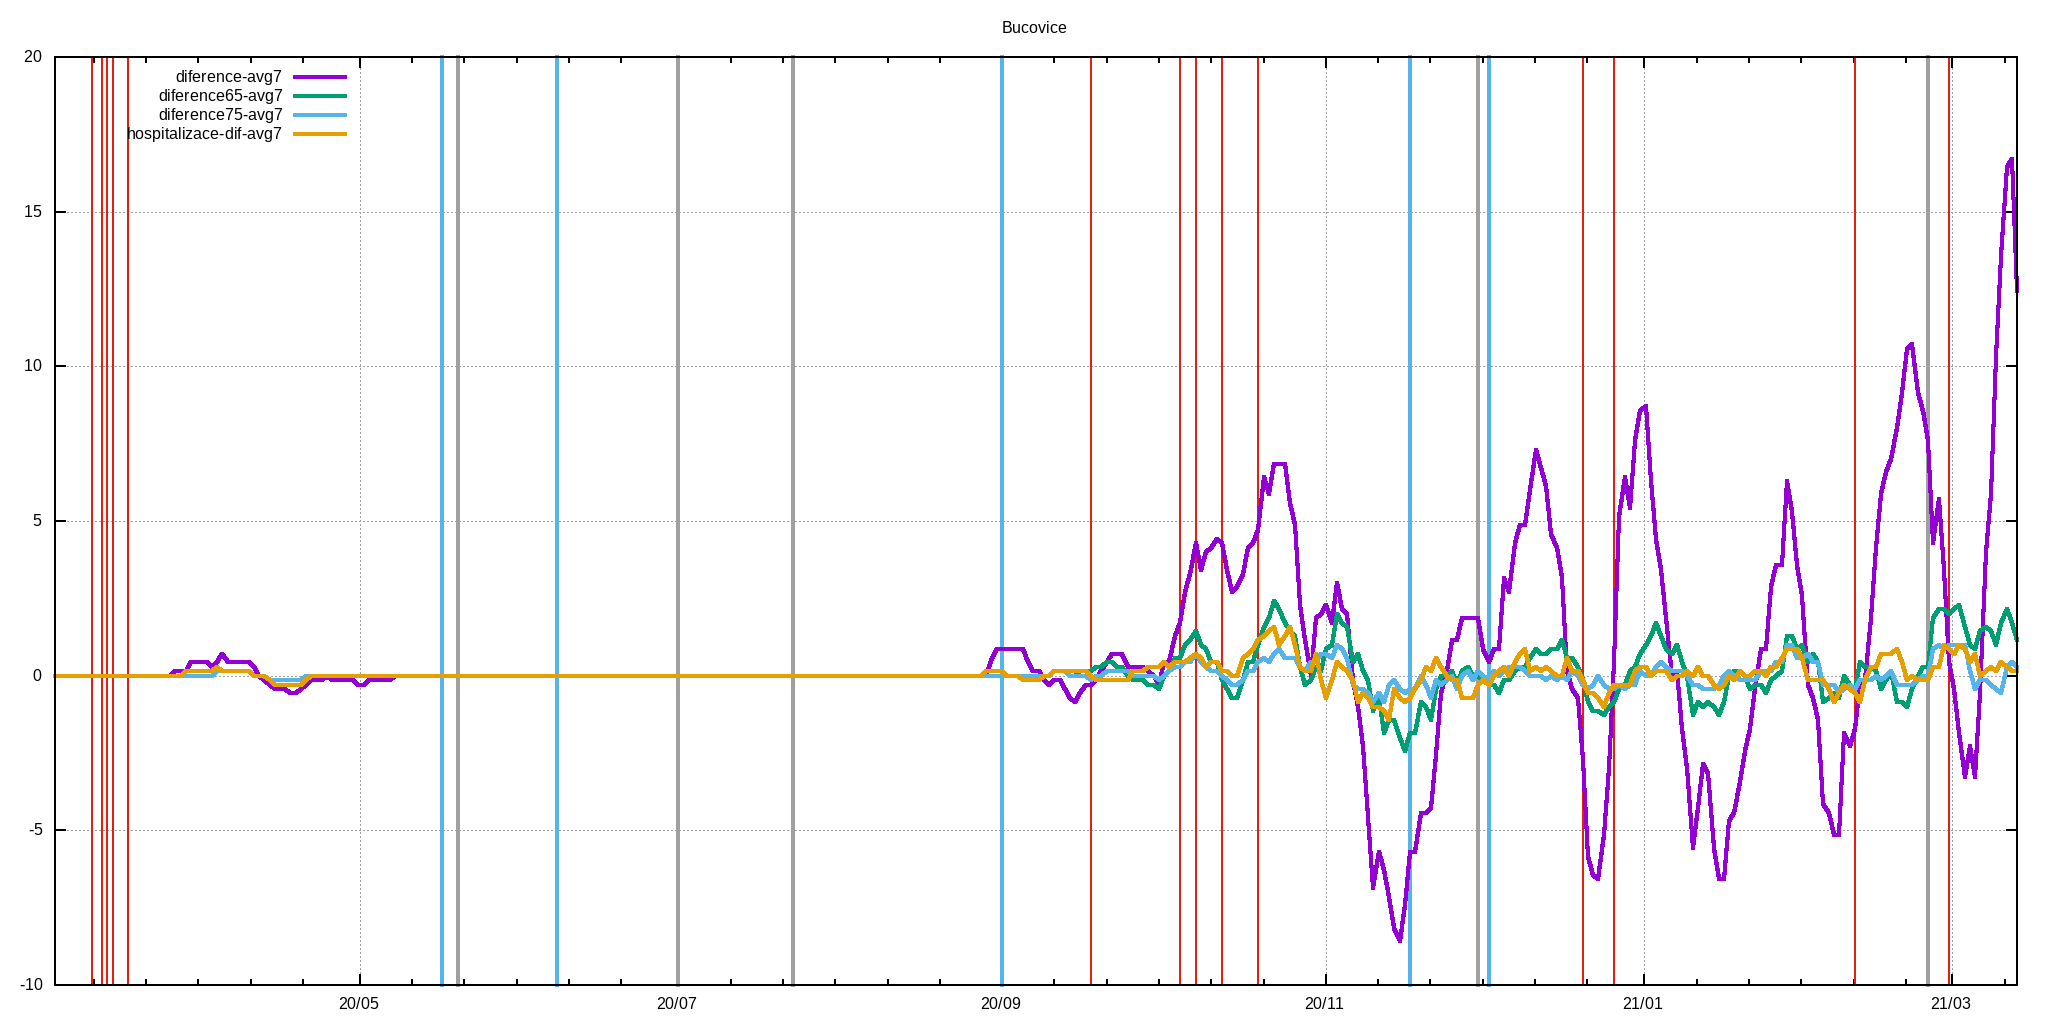 Bucovice
20
15
10
5
0
-5
-10
diference-avg7
diference65-avg7
diference75-avg7
hospitalizace-dif-avg7
20/05 20/07 20/09 20/11 21/01 21/03